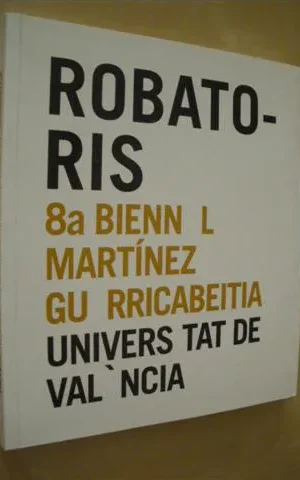 ROBATO-
RIS
8a BIENN L
MARTÍNEZ
GU RRICABEITIA
UNIVERS TAT DE
VAL`NCIA